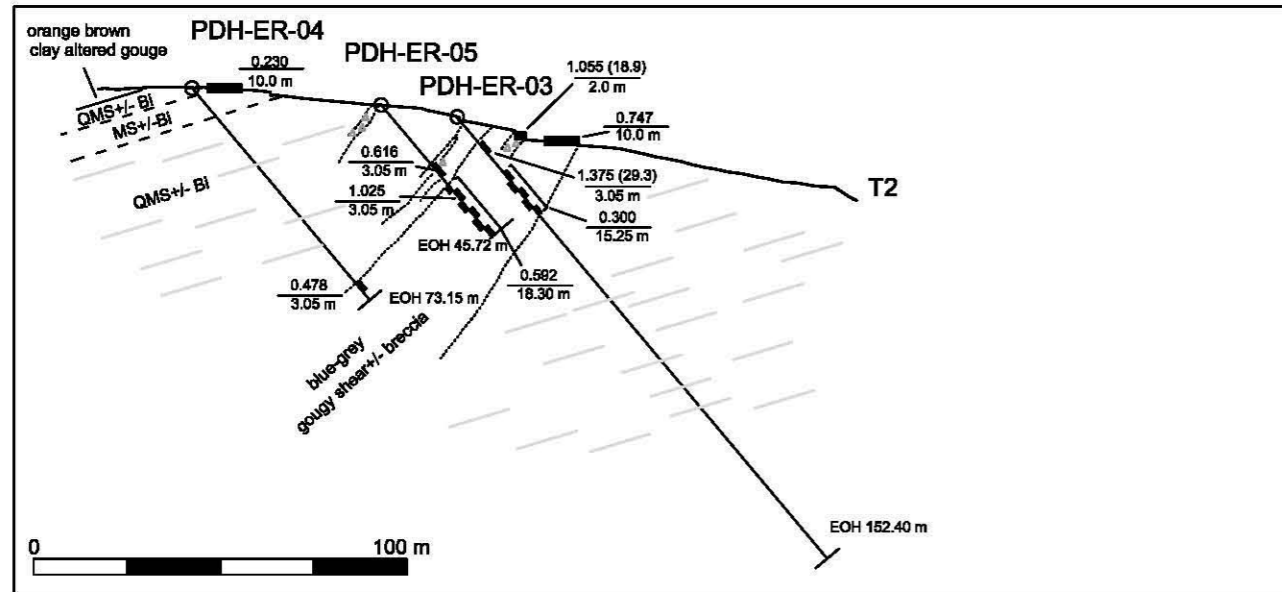 orange brown
clay altered gouge
PDH-ER-04
PDH-ER-05
PDH-ER-03
0.230
10.0 m
1.055 (18.9)
2.0 m
0.747
10.0 m
QMS+/- Bi
MS+/-Bi
QMS+/- Bi
0.616
3.05 m
1.025
3.05 m
1.375 (29.3)
3.05 m
0.300
15.25 m
T2
EOH 45.72 m
0.592
18.30 m
0.478
3.05 m
EOH 73.15 m
blue-grey
gougy shear+/- breccia
EOH 152.40 m
0
100 m